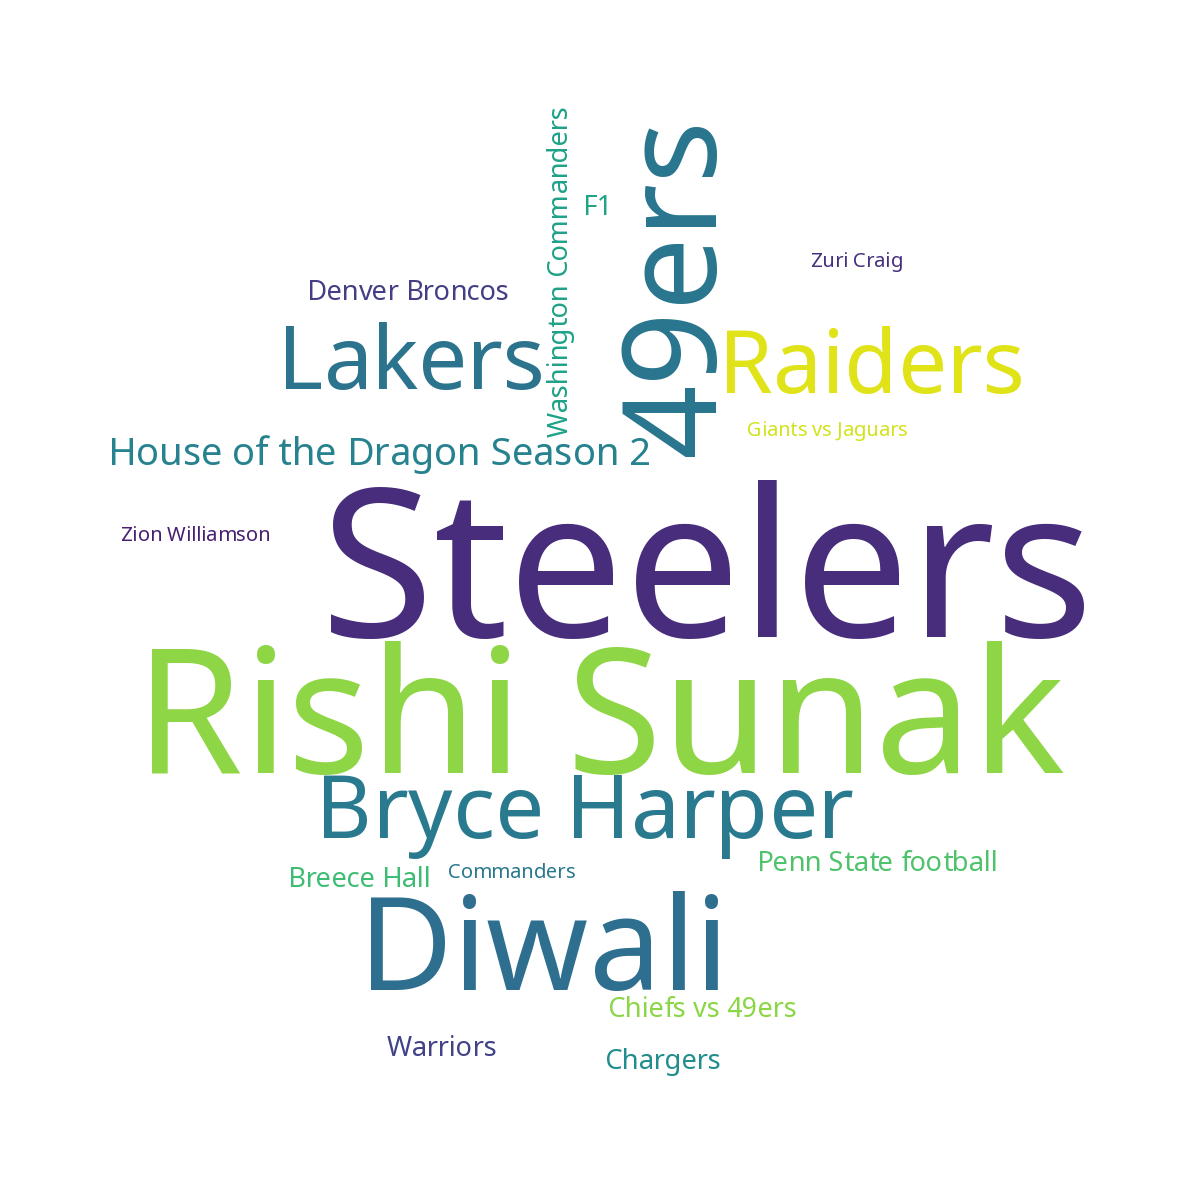 Washington Commanders
49ers
F1
Zuri Craig
Denver Broncos
Lakers
Raiders
Giants vs Jaguars
House of the Dragon Season 2
Steelers
Zion Williamson
Rishi Sunak
Bryce Harper
Penn State football
Breece Hall
Commanders
Diwali
Chiefs vs 49ers
Warriors
Chargers